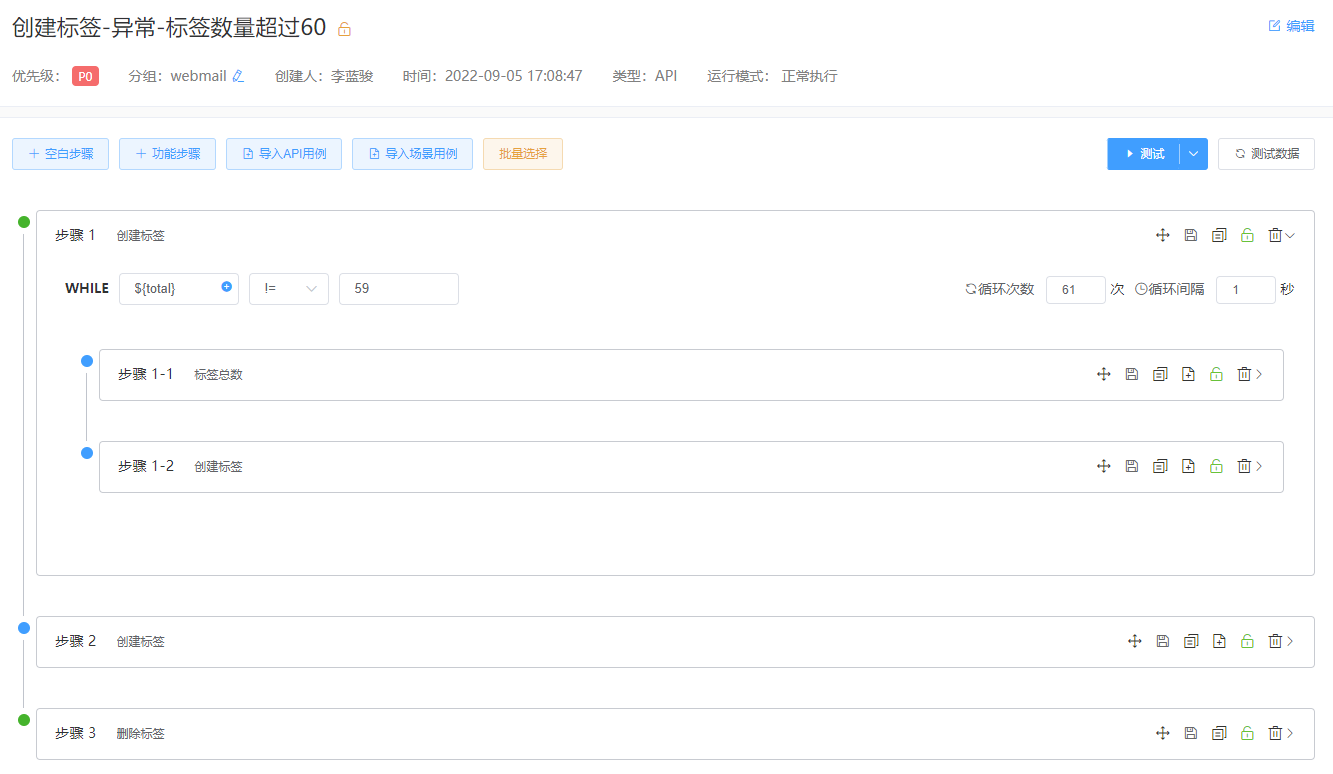 创建标签-异常-标签数量超过60
编辑
优先级： P0 分组：webmail 创建人：李蓝骏 时间：2022-09-05 17:08:47 类型：API 运行模式： 正常执行
空白步骤 功能步骤 导入API用例 导入场景用例 批量选择 测试 测试数据
步骤 1 创建标签
WHILE ${total} != 59 循环次数 61 次 循环间隔 1 秒
步骤 1-1 标签总数
步骤 1-2 创建标签
步骤 2 创建标签
步骤 3 删除标签